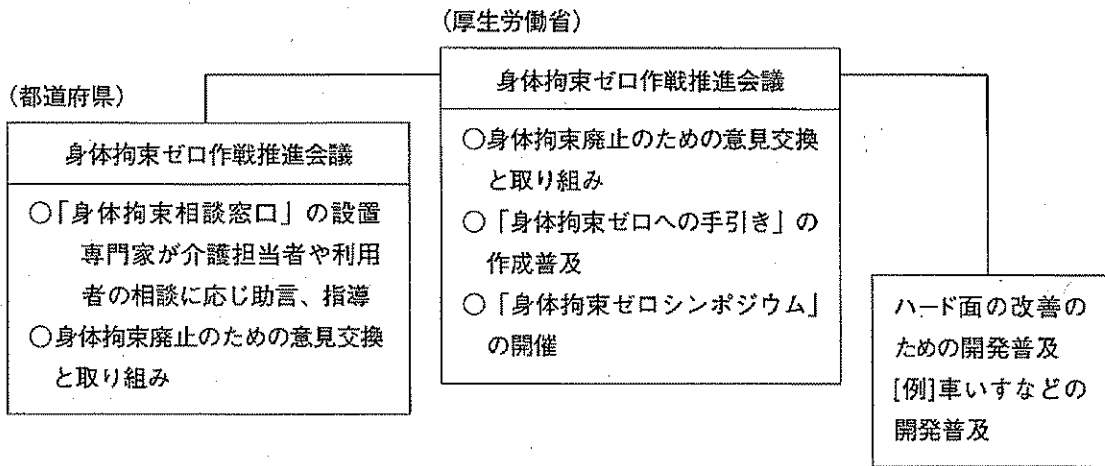 (厚生労働省)
身体拘束ゼロ作戦推進会議
○身体拘束廃止のための意見交換
と取り組み
○「身体拘束ゼロへの手引き」の
作成普及
○「身体拘束ゼロシンポジウム」
の開催
(都道府県)
身体拘束ゼロ作戦推進会議
○「身体拘束相談窓口」の設置
専門家が介護担当者や利用
者の相談に応じ助言、指導
○身体拘束廃止のための意見交換
と取り組み
ハード面の改善の
ための開発普及
[例]車いすなどの
開発普及